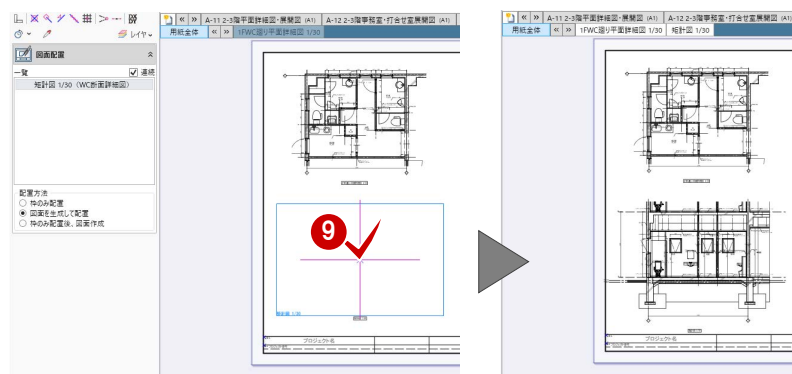 A-11 2-3階平面詳細図・展開図 (A1) A-12 2-3階事務室・打合せ室展開図 (A1)
用紙全体 1FWC廻り平面詳細図 1/30
レイヤ
図面配置
一覧 連続
矩計図 1/30 (WC断面詳細図)
配置方法
枠のみ配置
図面を生成して配置
枠のみ配置後、図面作成
9
矩計図 1/30
プロジェクト名
A-11 2-3階平面詳細図・展開図 (A1) A-12 2-3階事務室・打合せ室展開図 (A1)
用紙全体 1FWC廻り平面詳細図 1/30 矩計図 1/30
プロジェクト名